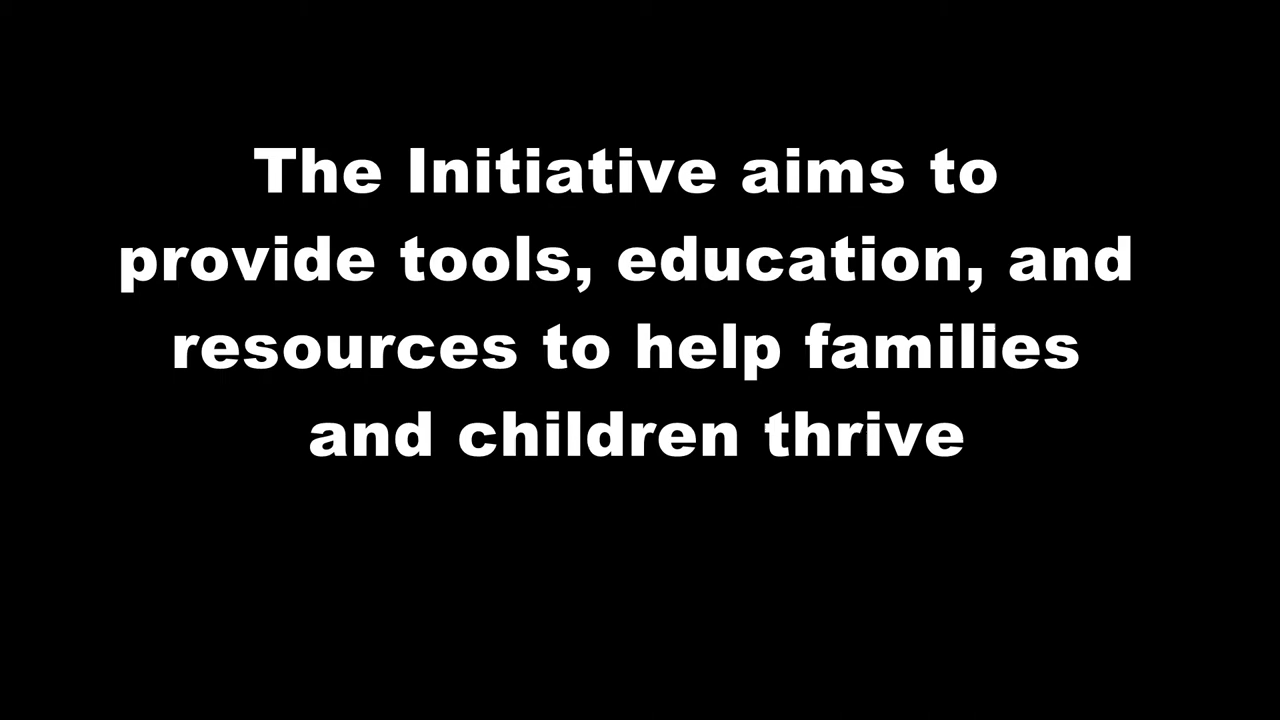 The Initiative aims to
provide tools, education, and
resources to help families
and children thrive